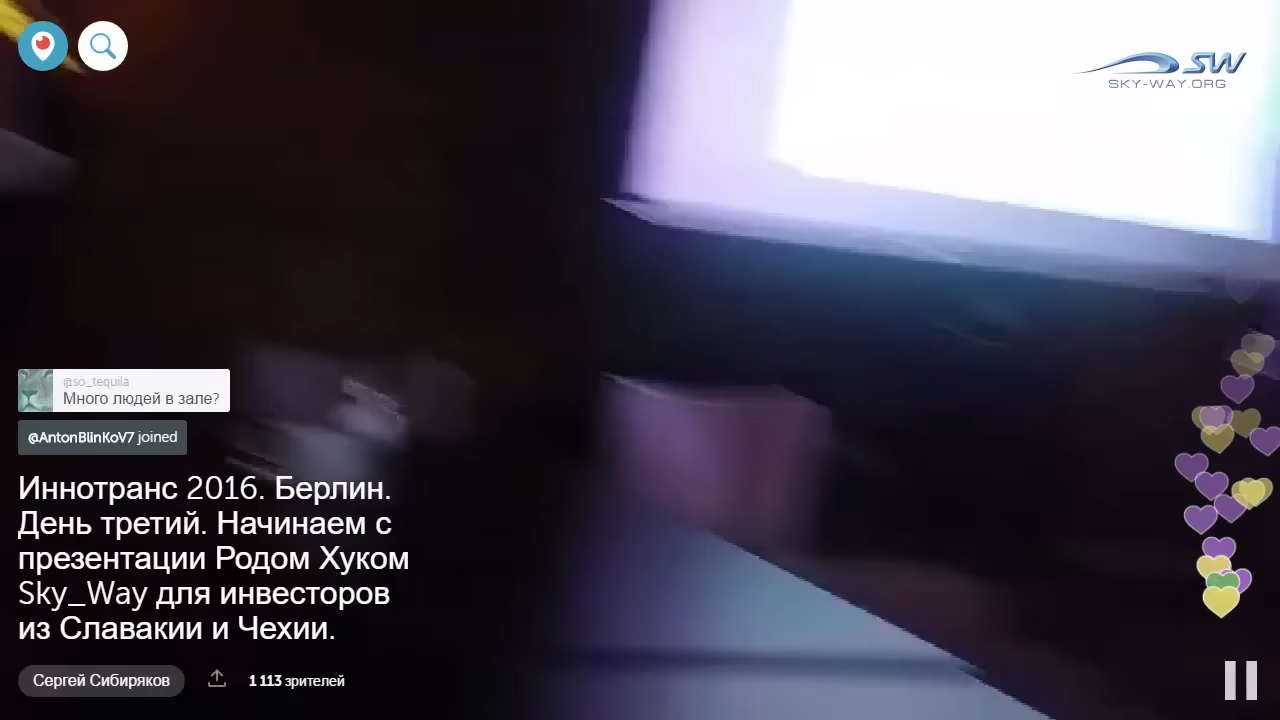 SW
SKY-WAY.ORG
@so_tequila
Много людей в зале?
@AntonBlinKoV7 joined
Иннотранс 2016. Берлин.
День третий. Начинаем с
презентации Родом Хуком
Sky_Way для инвесторов
из Славакии и Чехии.
Сергей Сибиряков
1 113 зрителей